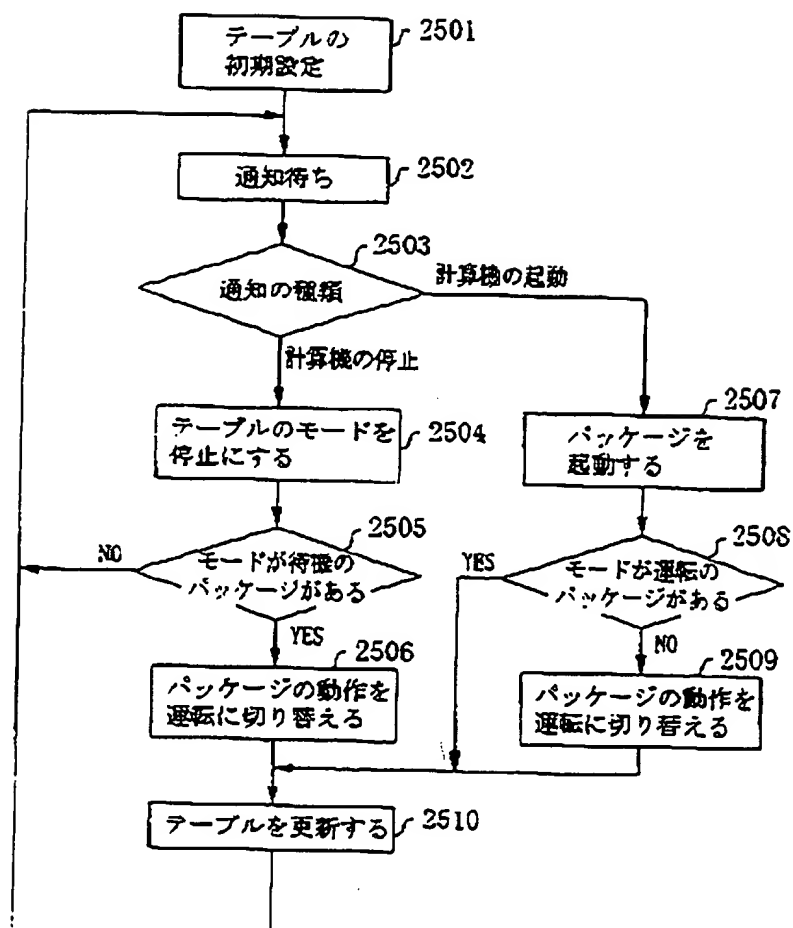 テーブルの
初期設定
2501
通知待ち
2502
2503
通知の種類
計算機の起動
計算機の停止
テーブルのモードを
停止にする
2504
2507
パッケージを
起動する
2505
モードが待機の
パッケージがある
NO
YES
2508
モードが運転の
パッケージがある
YES
NO
2506
パッケージの動作を
運転に切り替える
2509
パッケージの動作を
運転に切り替える
テーブルを更新する
2510